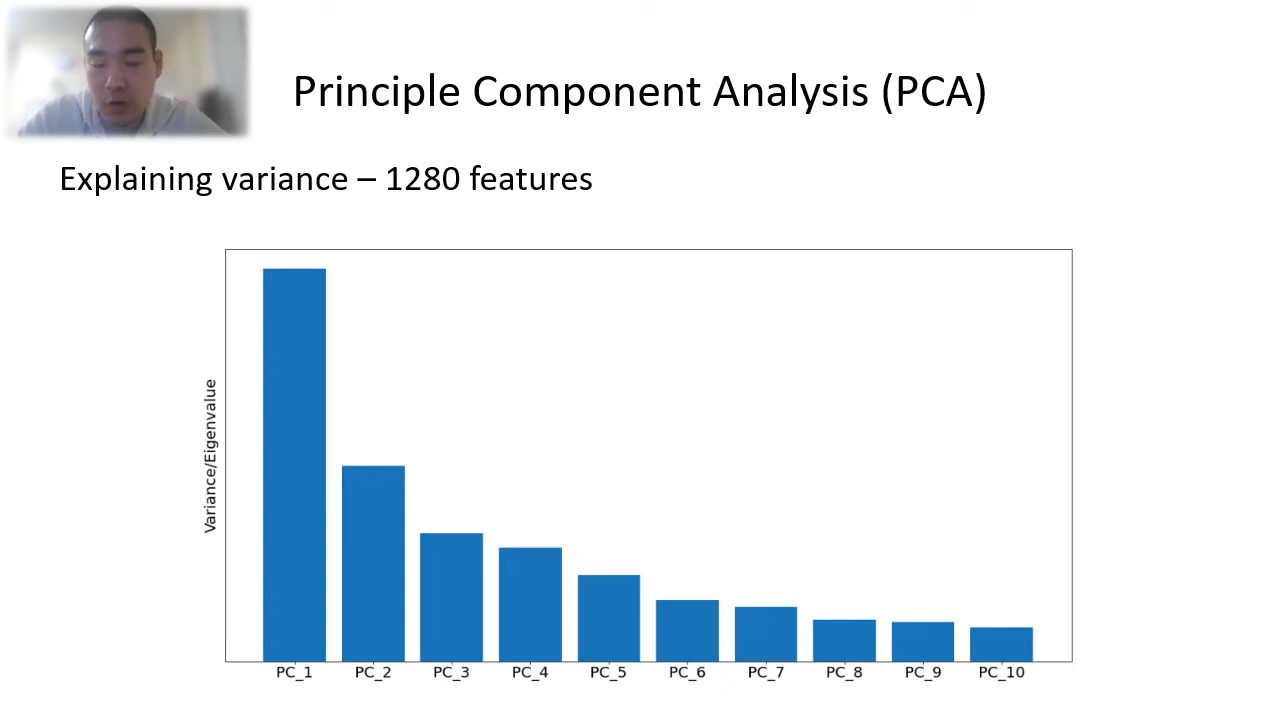 Principle Component Analysis (PCA)
Explaining variance – 1280 features
Variance/Eigenvalue
PC_1 PC_2 PC_3 PC_4 PC_5 PC_6 PC_7 PC_8 PC_9 PC_10